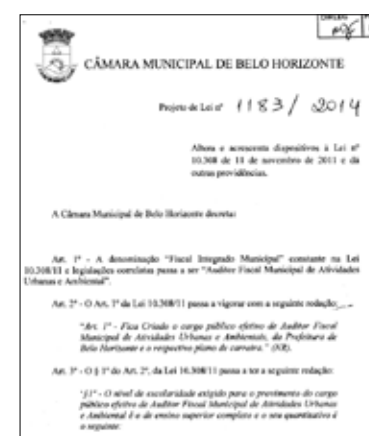 CÂMARA MUNICIPAL DE BELO HORIZONTE
Projeto de Lei nº 1183/2014
Altera e acrescenta dispositivos à Lei nº
10.308 de 11 de novembro de 2011 e dá
outras providências.
A Câmara Municipal de Belo Horizonte decreta:
Art. 1º - A denominação "Fiscal Integrado Municipal" constante na Lei
10.308/11 e legislações correlatas passa a ser "Auditor Fiscal Municipal de Atividades
Urbanas e Ambiental".
Art. 2º - O Art. 1º da Lei 10.308/11 passa a vigorar com a seguinte redação:
"Art. 1º - Fica Criado o cargo público efetivo de Auditor Fiscal
Municipal de Atividades Urbanas e Ambientais, da Prefeitura de
Belo Horizonte e o respectivo plano de carreira." (NR).
Art. 3º - O § 1º do Art. 2º, da Lei 10.308/11 passa a ter a seguinte redação:
"§1º - O nível de escolaridade exigido para o provimento do cargo
público efetivo de Auditor Fiscal Municipal de Atividades Urbanas
e Ambiental é o de ensino superior completo e o seu quantitativo é
o seguinte: